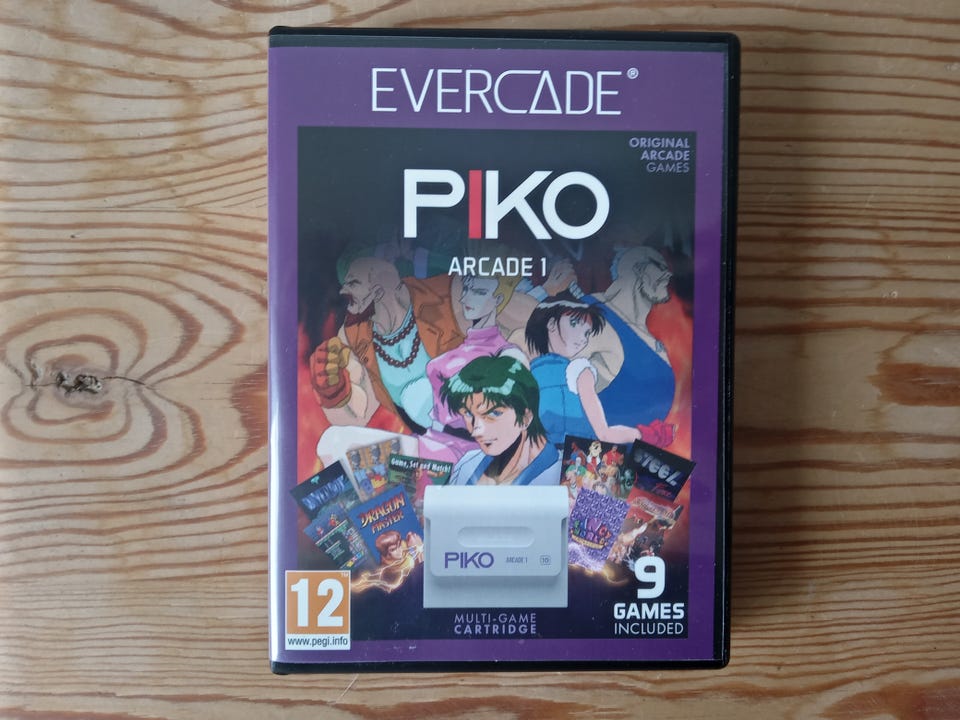 EVERCADE®
ORIGINAL
ARCADE
GAMES
PIKO
ARCADE 1
Game, Set and Match!
STEEL
DRAGON
MASTER
PIKO ARCADE 1 10
9
GAMES
INCLUDED
12
www.pegi.info
MULTI-GAME
CARTRIDGE